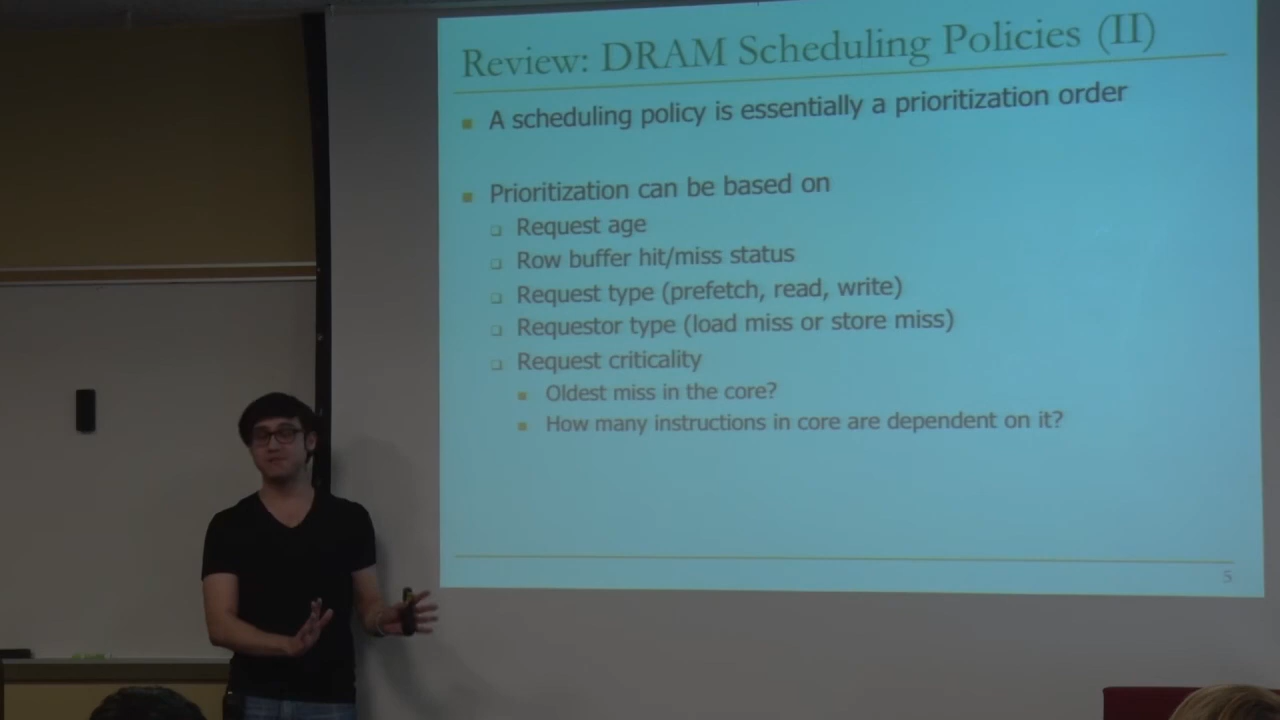 Review: DRAM Scheduling Policies (II)
A scheduling policy is essentially a prioritization order
Prioritization can be based on
Request age
Row buffer hit/miss status
Request type (prefetch, read, write)
Requestor type (load miss or store miss)
Request criticality
Oldest miss in the core?
How many instructions in core are dependent on it?
5